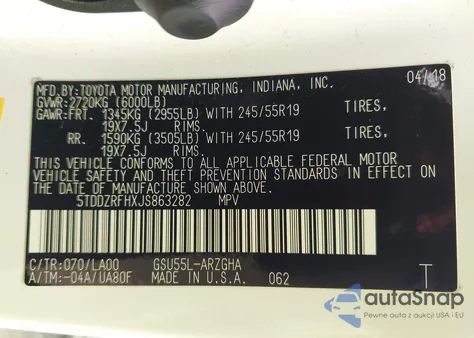 MFD.BY:TOYOTA MOTOR MANUFACTURING, INDIANA, INC. 04/18
GVWR:2720KG (6000LB)
GAWR:FRT. 1345KG (2955LB) WITH 245/55R19 TIRES,
19X7.5J RIMS.
RR. 1590KG (3505LB) WITH 245/55R19 TIRES,
19X7.5J RIMS.
THIS VEHICLE CONFORMS TO ALL APPLICABLE FEDERAL MOTOR
VEHICLE SAFETY AND THEFT PREVENTION STANDARDS IN EFFECT ON
THE DATE OF MANUFACTURE SHOWN ABOVE.
5TDDZRFHXJS863282 MPV
C/TR:070/LA00 GSU55L-ARZGHA
A/TM:-04A/UA80F MADE IN U.S.A. 062 T
autoSnap
Pewne auta z aukcji USA i EU